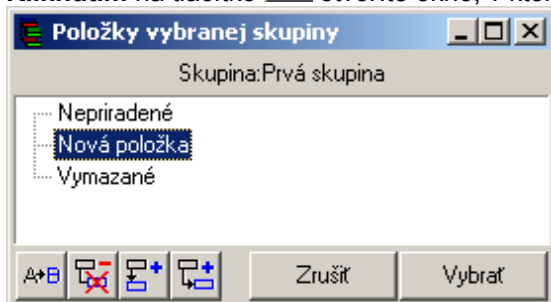 Položky vybranej skupiny
Skupina:Prvá skupina
Nepriradené
Nová položka
Vymazané
A→B Zrušiť Vybrať